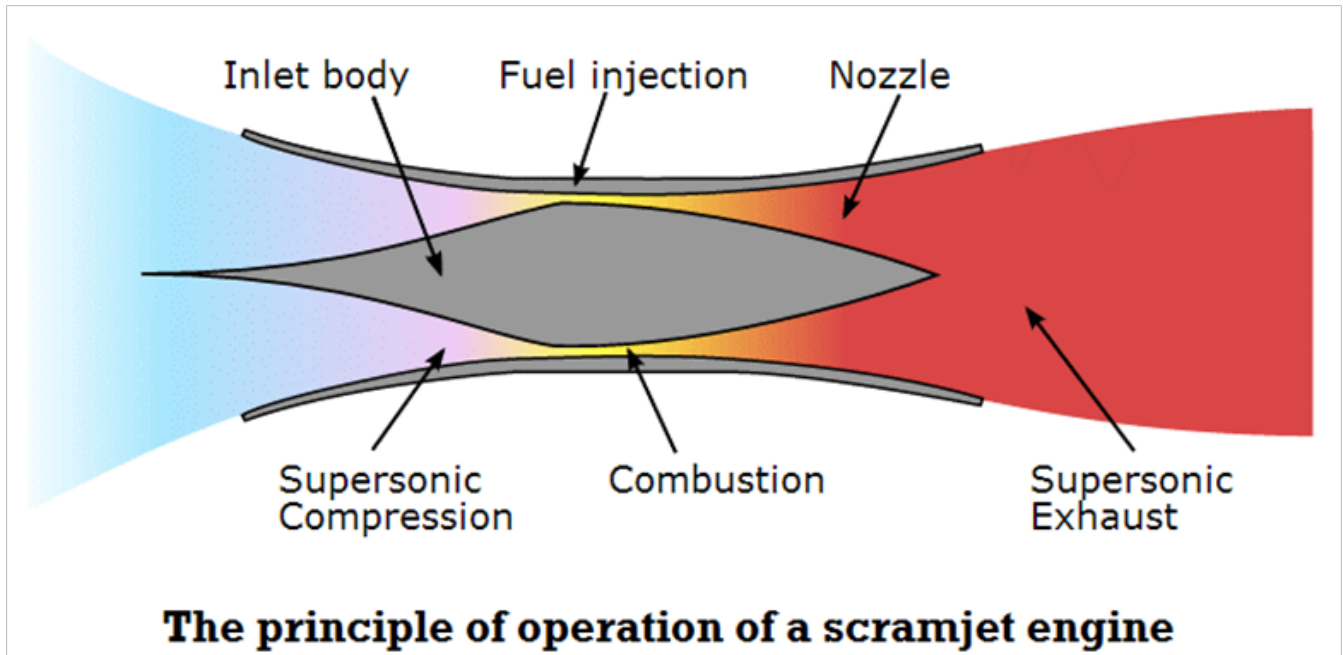 Inlet body
Fuel injection
Nozzle
Supersonic
Compression
Combustion
Supersonic
Exhaust
The principle of operation of a scramjet engine